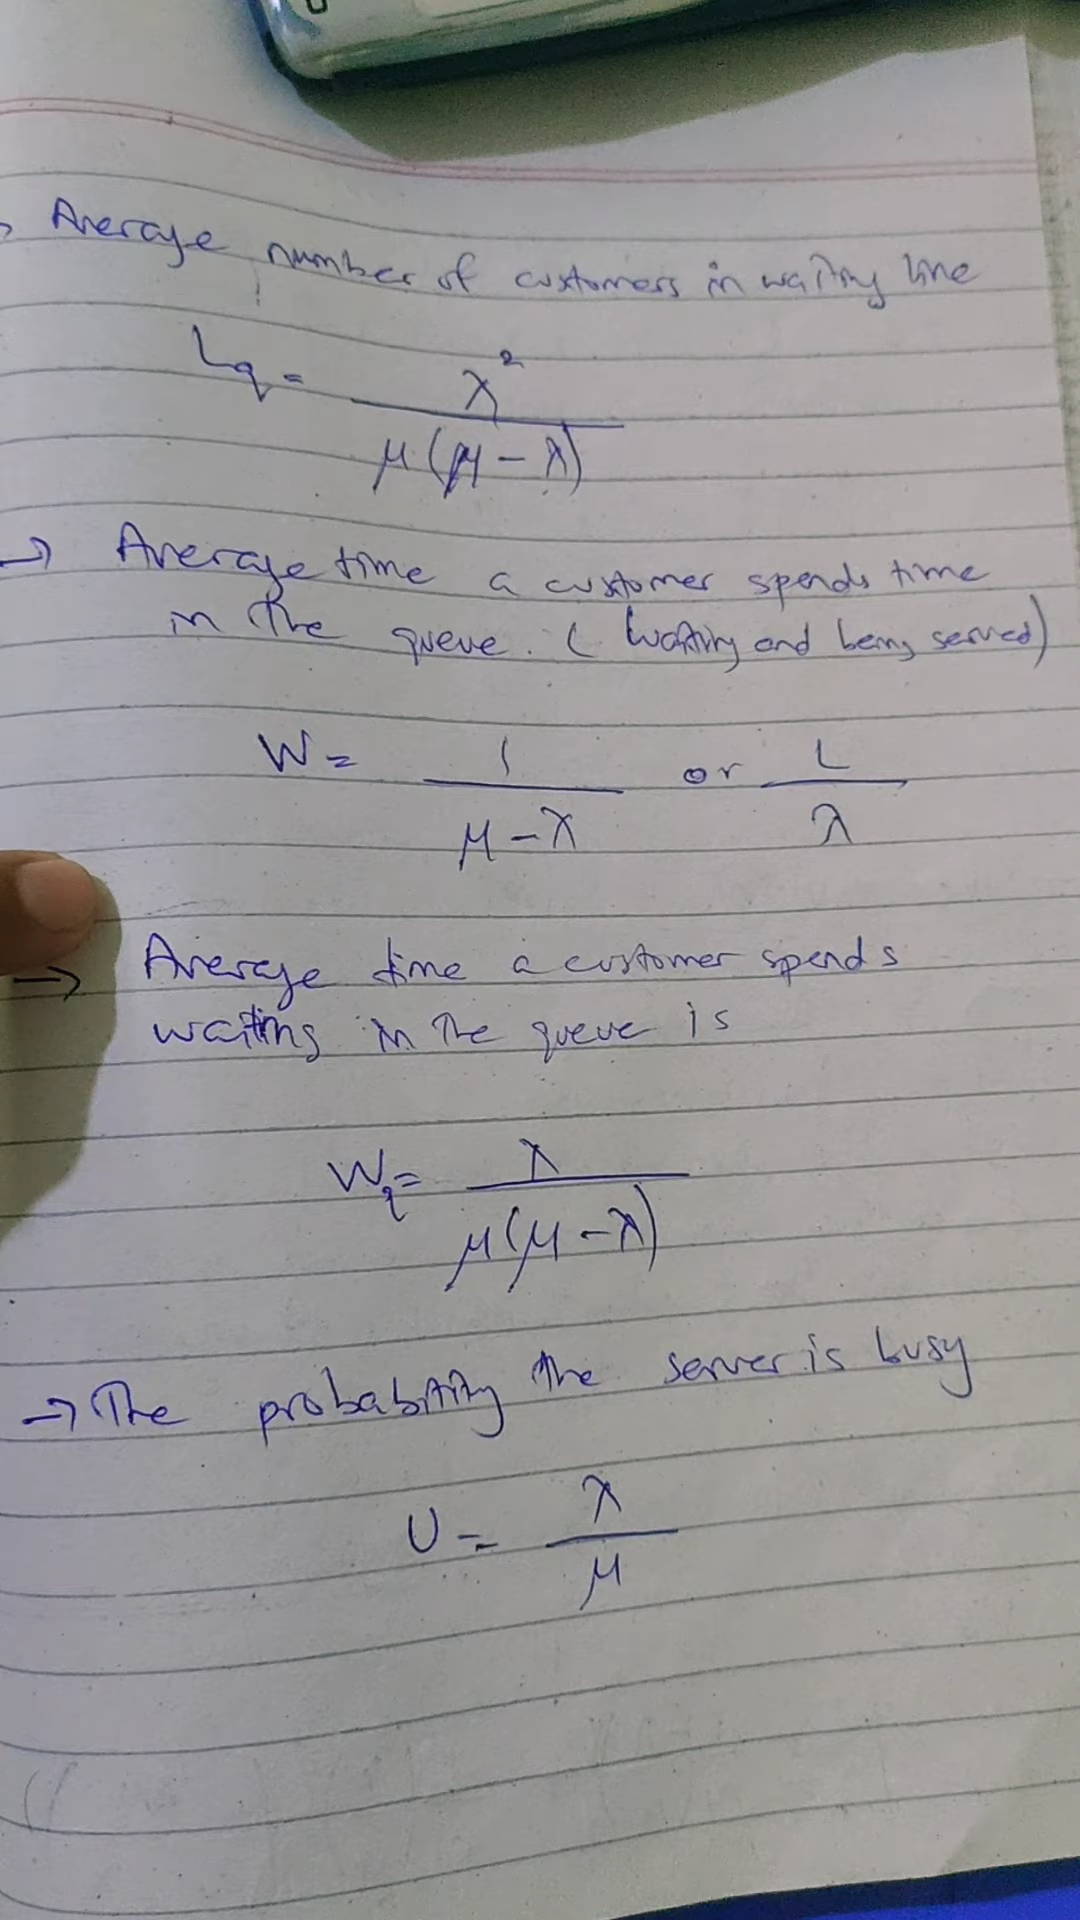 Average number of customers in waiting line
Lq = λ²
μ(μ - λ)
→ Average time a customer spends time
in the queue. ( waiting and being served)
W = 1 or L
μ - λ λ
→ Average time a customer spends
waiting in the queue is
Wq = λ
μ(μ - λ)
→ The probability the server is busy
U = λ
μ